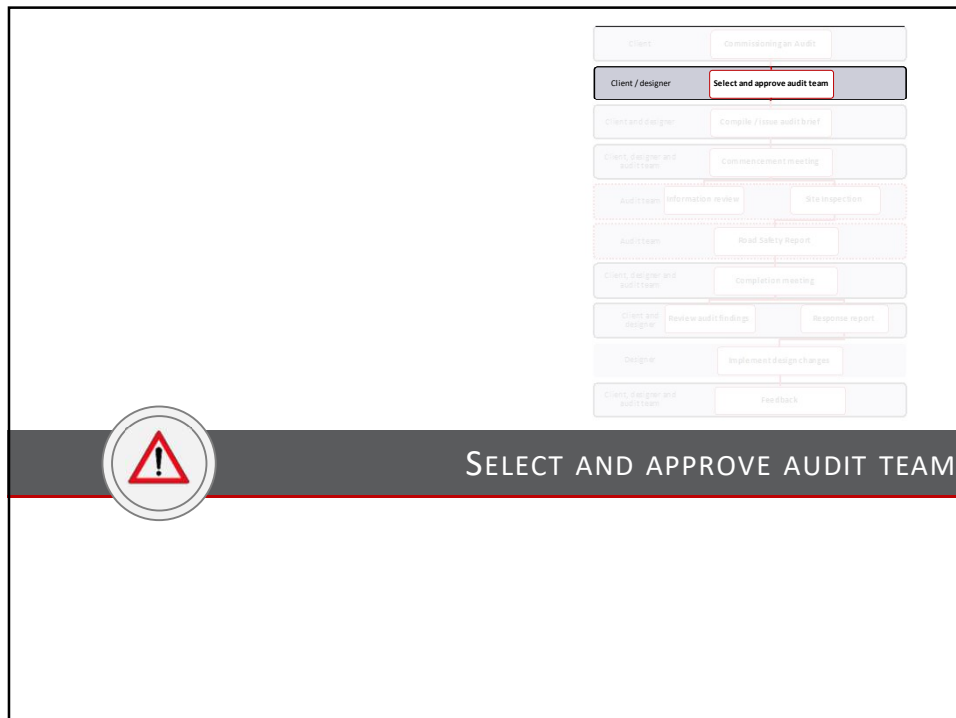 Client
Commissioning an Audit
Client / designer
Select and approve audit team
Client and designer
Compile / Issue audit brief
Client, designer and
audit team
Commencement meeting
Audit team
Information review
Site Inspection
Audit team
Road Safety Report
Client, designer and
audit team
Completion meeting
Client and
designer
Review audit findings
Response report
Designer
Implement design changes
Client, designer and
audit team
Feedback
SELECT AND APPROVE AUDIT TEAM